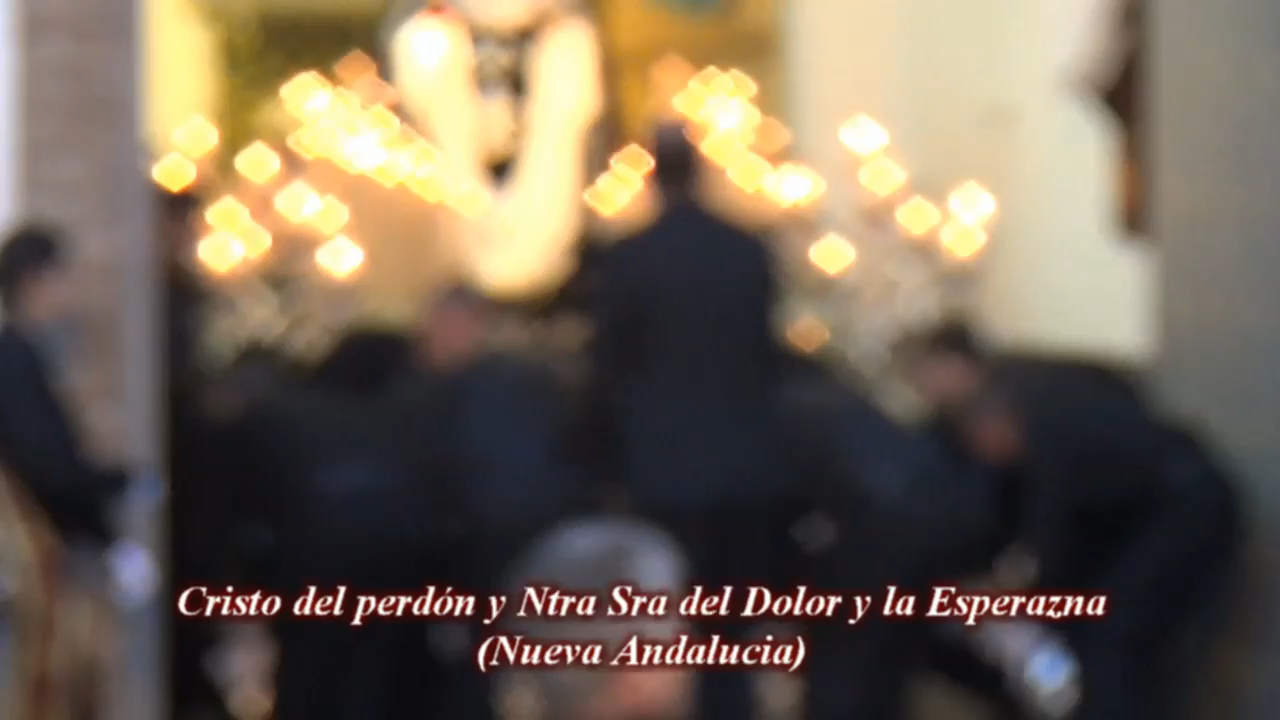 Cristo del perdón y Ntra Sra del Dolor y la Esperazna
(Nueva Andalucia)